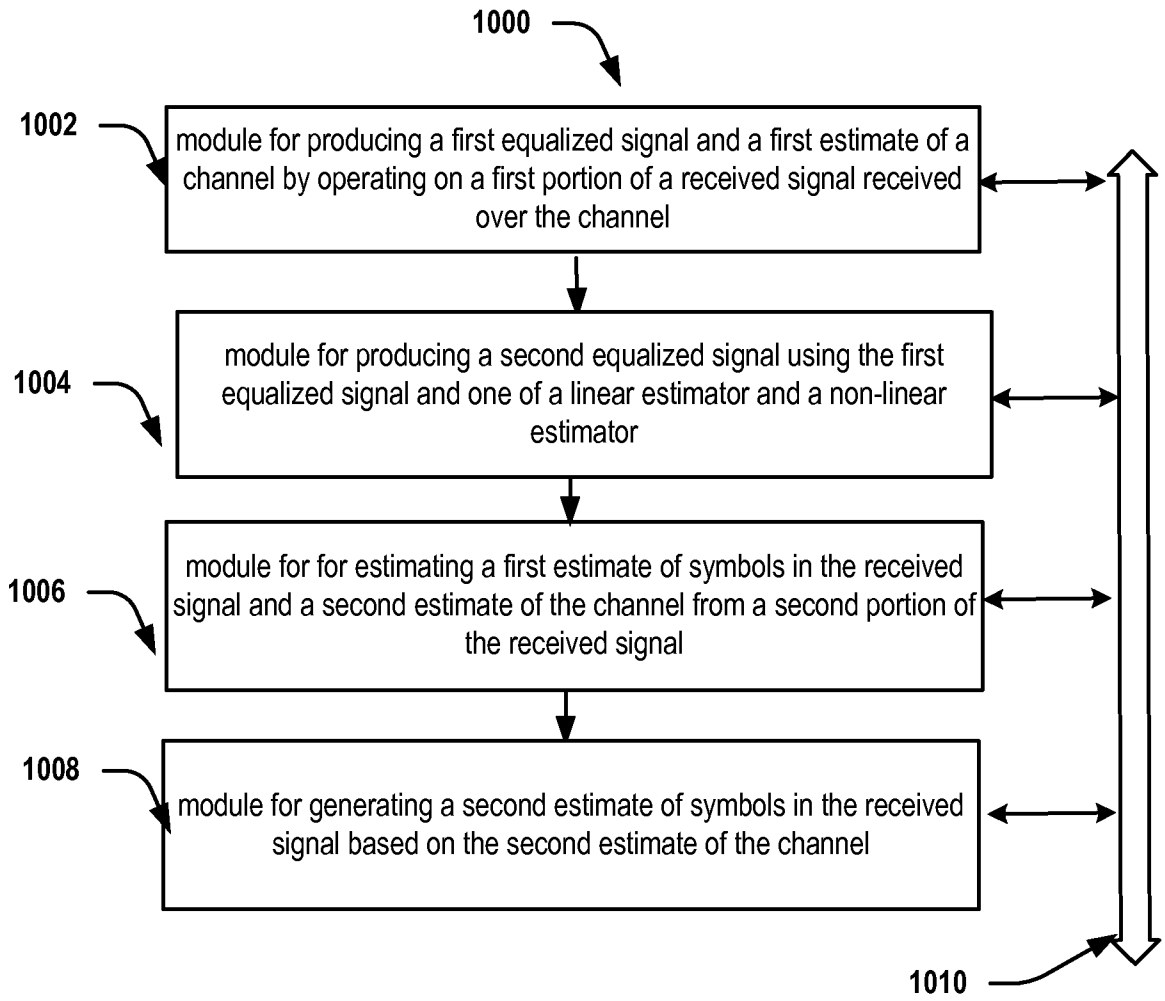 1000
1002
module for producing a first equalized signal and a first estimate of a
channel by operating on a first portion of a received signal received
over the channel
1004
module for producing a second equalized signal using the first
equalized signal and one of a linear estimator and a non-linear
estimator
1006
module for for estimating a first estimate of symbols in the received
signal and a second estimate of the channel from a second portion of
the received signal
1008
module for generating a second estimate of symbols in the received
signal based on the second estimate of the channel
1010